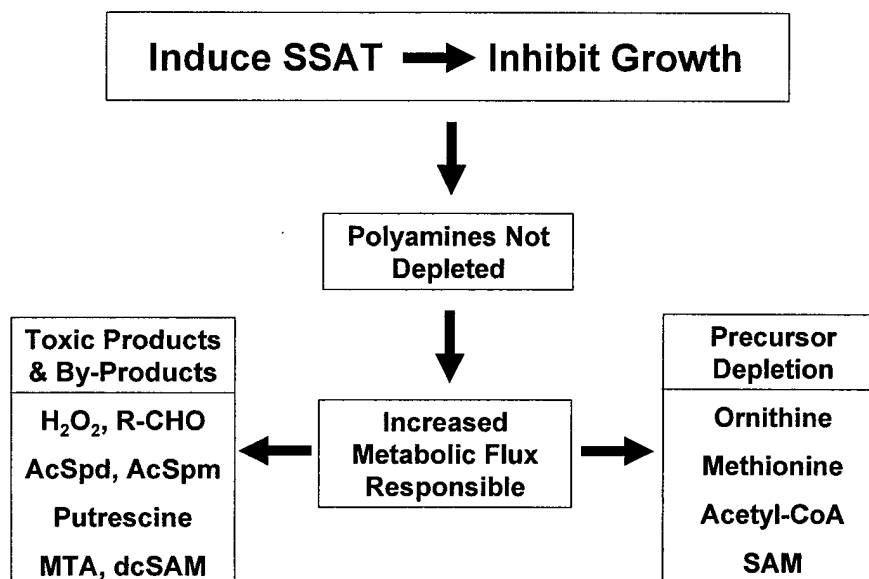 Induce SSAT → Inhibit Growth
Polyamines Not
Depleted
Toxic Products
& By-Products
H₂O₂, R-CHO
AcSpd, AcSpm
Putrescine
MTA, dcSAM
Increased
Metabolic Flux
Responsible
Precursor
Depletion
Ornithine
Methionine
Acetyl-CoA
SAM